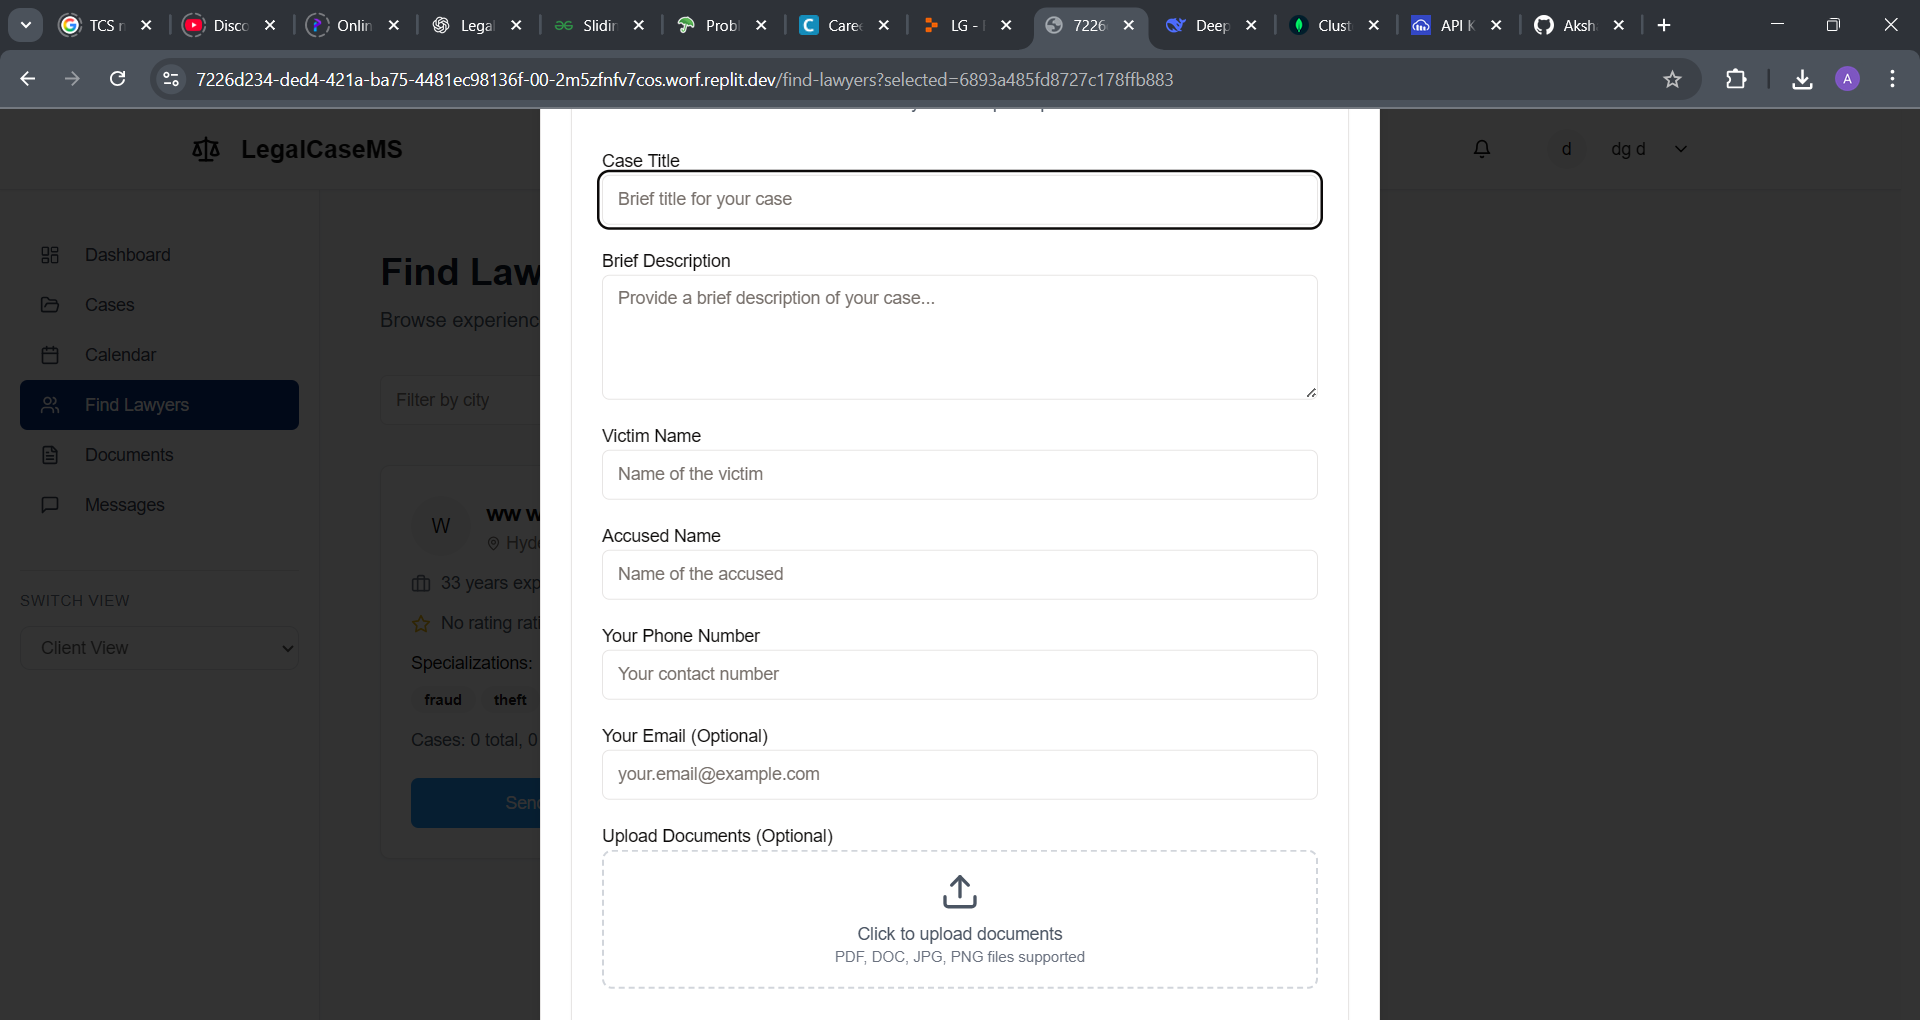 TCS n
Disco
Onlin
Legal
Slidin
Probl
Caree
LG - 
7226
Deep
Clust
API K
Aksh
7226d234-ded4-421a-ba75-4481ec98136f-00-2m5zfnfv7cos.worf.replit.dev/find-lawyers?selected=6893a485fd8727c178ffb883
A
LegalCaseMS
d
dg d
Dashboard
Cases
Calendar
Find Lawyers
Documents
Messages
SWITCH VIEW
Client View
Find Law
Browse experienc
Filter by city
W
ww w
Hyde
33 years exp
No rating rati
Specializations:
fraud theft
Cases: 0 total, 0
Send
Case Title
Brief title for your case
Brief Description
Provide a brief description of your case...
Victim Name
Name of the victim
Accused Name
Name of the accused
Your Phone Number
Your contact number
Your Email (Optional)
your.email@example.com
Upload Documents (Optional)
Click to upload documents
PDF, DOC, JPG, PNG files supported